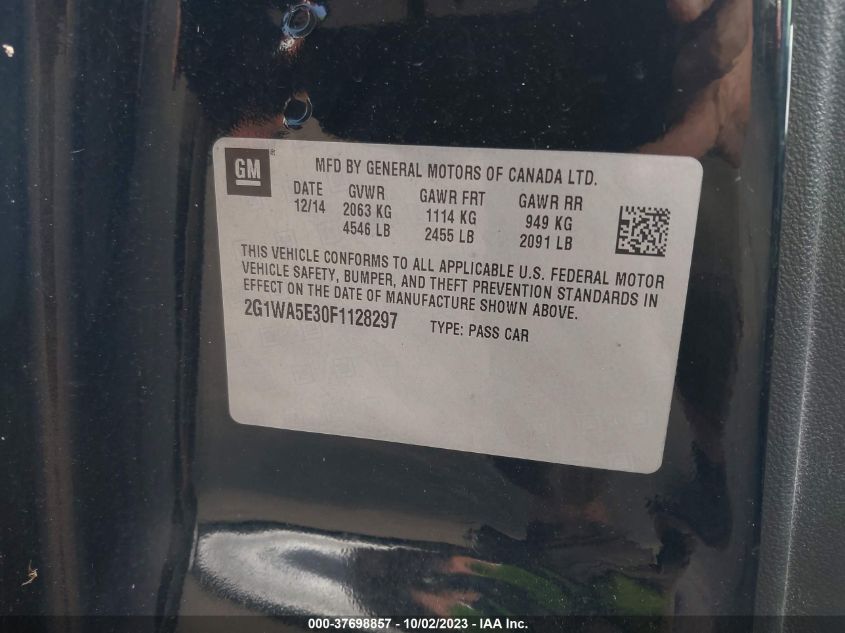 GM
MFD BY GENERAL MOTORS OF CANADA LTD.
DATE GVWR GAWR FRT GAWR RR
12/14 2063 KG 1114 KG 949 KG
4546 LB 2455 LB 2091 LB
THIS VEHICLE CONFORMS TO ALL APPLICABLE U.S. FEDERAL MOTOR
VEHICLE SAFETY, BUMPER, AND THEFT PREVENTION STANDARDS IN
EFFECT ON THE DATE OF MANUFACTURE SHOWN ABOVE.
2G1WA5E30F1128297 TYPE: PASS CAR
000-37698857 - 10/02/2023 - IAA Inc.